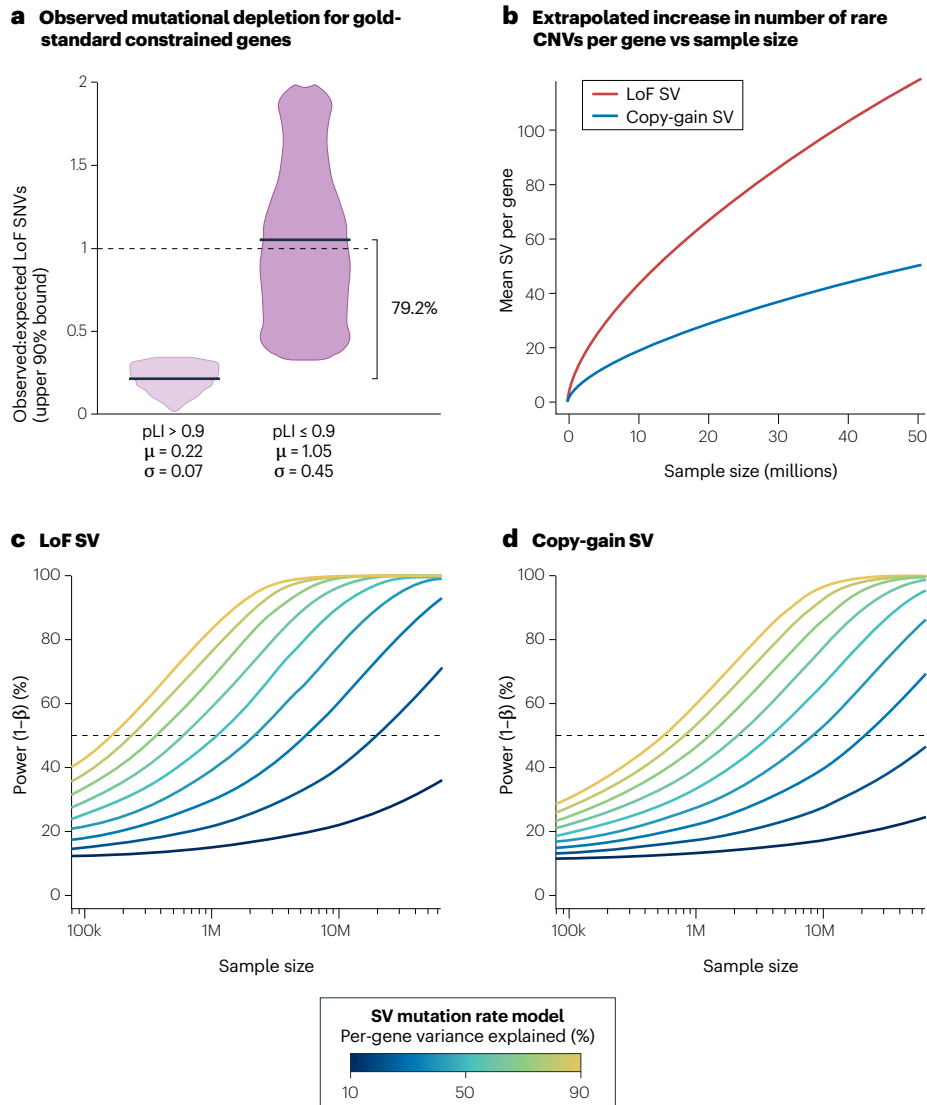 a Observed mutational depletion for gold-
standard constrained genes
Observed:expected LoF SNVs
(upper 90% bound)
2
1.5
1
0.5
0
79.2%
pLI > 0.9
μ = 0.22
σ = 0.07
pLI ≤ 0.9
μ = 1.05
σ = 0.45
b Extrapolated increase in number of rare
CNVs per gene vs sample size
LoF SV
Copy-gain SV
Mean SV per gene
100
80
60
40
20
0
0 10 20 30 40 50
Sample size (millions)
c LoF SV
Power (1–β) (%)
100
80
60
40
20
0
100k 1M 10M
Sample size
d Copy-gain SV
Power (1–β) (%)
100
80
60
40
20
0
100k 1M 10M
Sample size
SV mutation rate model
Per-gene variance explained (%)
10 50 90